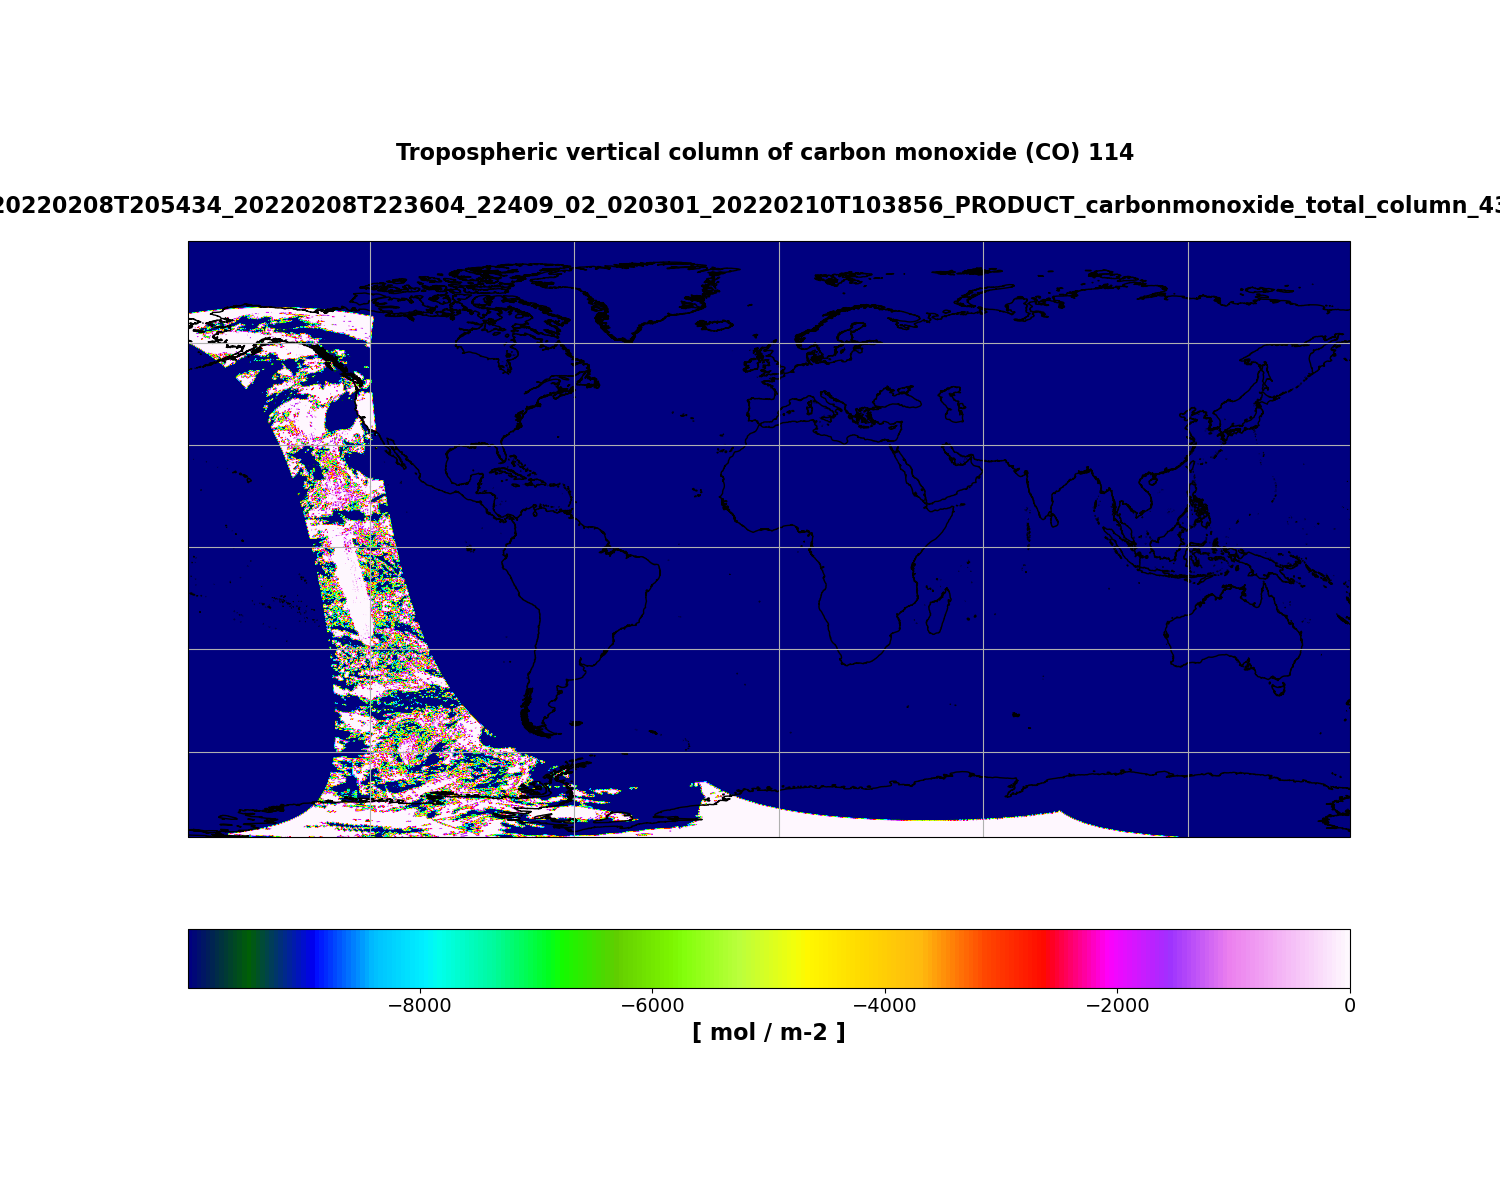 Tropospheric vertical column of carbon monoxide (CO) 114
20220208T205434_20220208T223604_22409_02_020301_20220210T103856_PRODUCT_carbonmonoxide_total_column_43
−8000 −6000 −4000 −2000 0
[ mol / m-2 ]